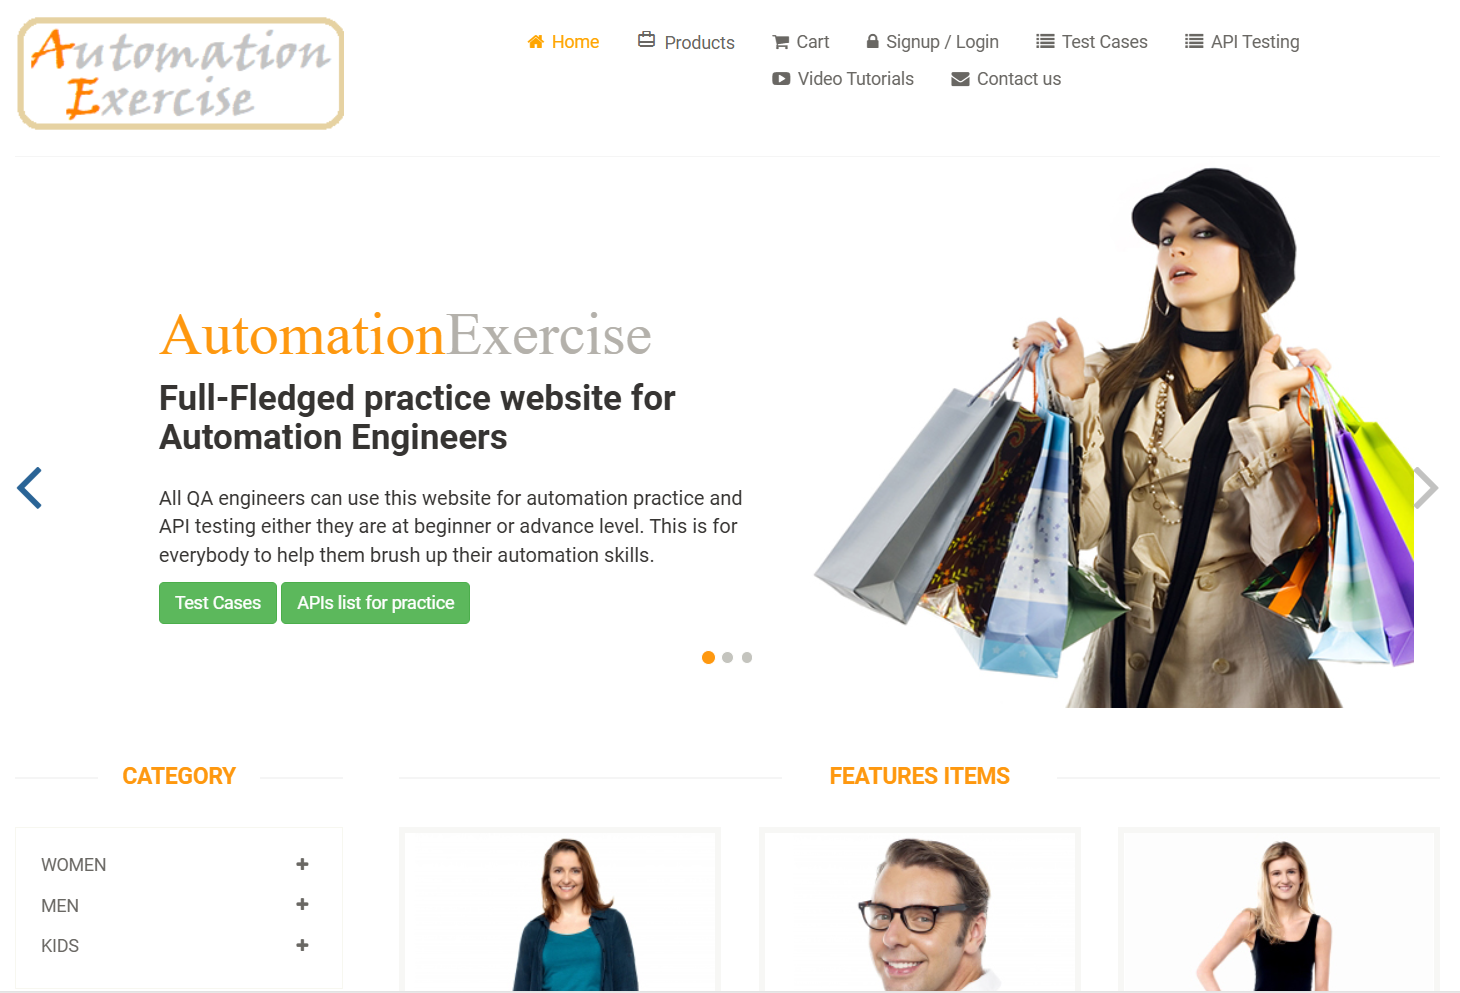 Automation
Exercise
Home
Products
Cart
Signup / Login
Test Cases
API Testing
Video Tutorials
Contact us
AutomationExercise
Full-Fledged practice website for
Automation Engineers
All QA engineers can use this website for automation practice and
API testing either they are at beginner or advance level. This is for
everybody to help them brush up their automation skills.
Test Cases
APIs list for practice
CATEGORY
FEATURES ITEMS
WOMEN
MEN
KIDS